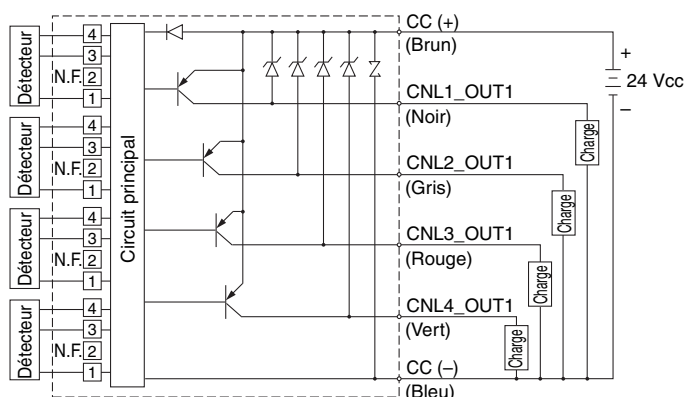 CC (+)
(Brun)
+
24 Vcc
–
CNL1_OUT1
(Noir)
Charge
CNL2_OUT1
(Gris)
Charge
CNL3_OUT1
(Rouge)
Charge
CNL4_OUT1
(Vert)
Charge
CC (–)
(Bleu)
Circuit principal
Détecteur
4
3
N.F. 2
1
Détecteur
4
3
N.F. 2
1
Détecteur
4
3
N.F. 2
1
Détecteur
4
3
N.F. 2
1